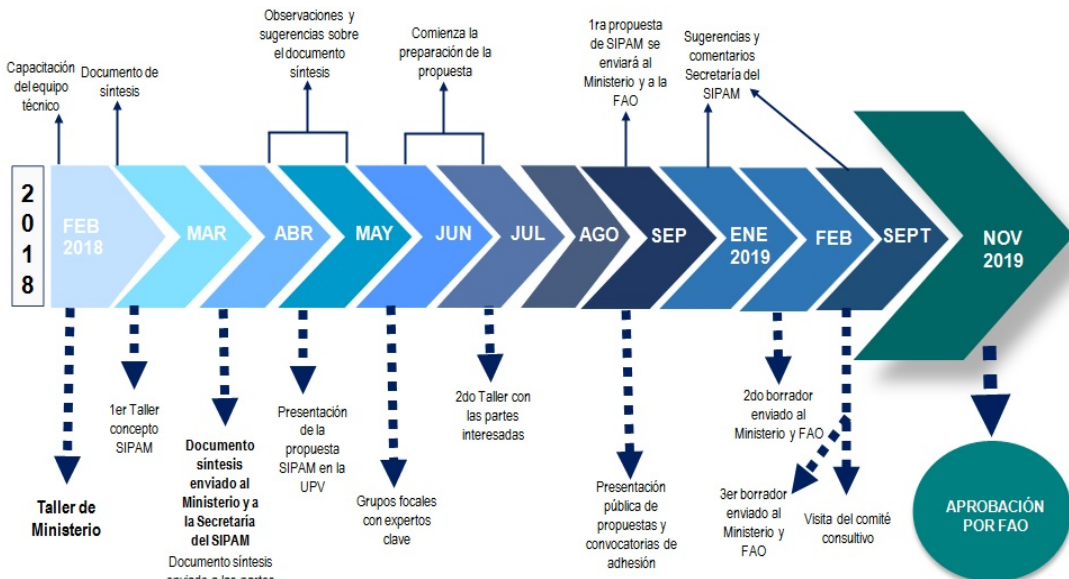 Capacitación
del equipo
técnico
Documento de
síntesis
Observaciones y
sugerencias sobre
el documento
síntesis
Comienza la
preparación de la
propuesta
1ra propuesta
de SIPAM se
enviará al
Ministerio y a la
FAO
Sugerencias y
comentarios
Secretaría del
SIPAM
2018
FEB
2018
MAR
ABR
MAY
JUN
JUL
AGO
SEP
ENE
2019
FEB
SEPT
NOV
2019
Taller de
Ministerio
1er Taller
concepto
SIPAM
Documento
síntesis
enviado al
Ministerio y a
la Secretaria
del SIPAM
Documento síntesis
enviado a las partes
Presentación
de la
propuesta
SIPAM en la
UPV
Grupos focales
con expertos
clave
2do Taller con
las partes
interesadas
Presentación
pública de
propuestas y
convocatorias de
adhesión
2do borrador
enviado al
Ministerio y FAO
3er borrador
enviado al
Ministerio y
FAO
Visita del comité
consultivo
APROBACIÓN
POR FAO